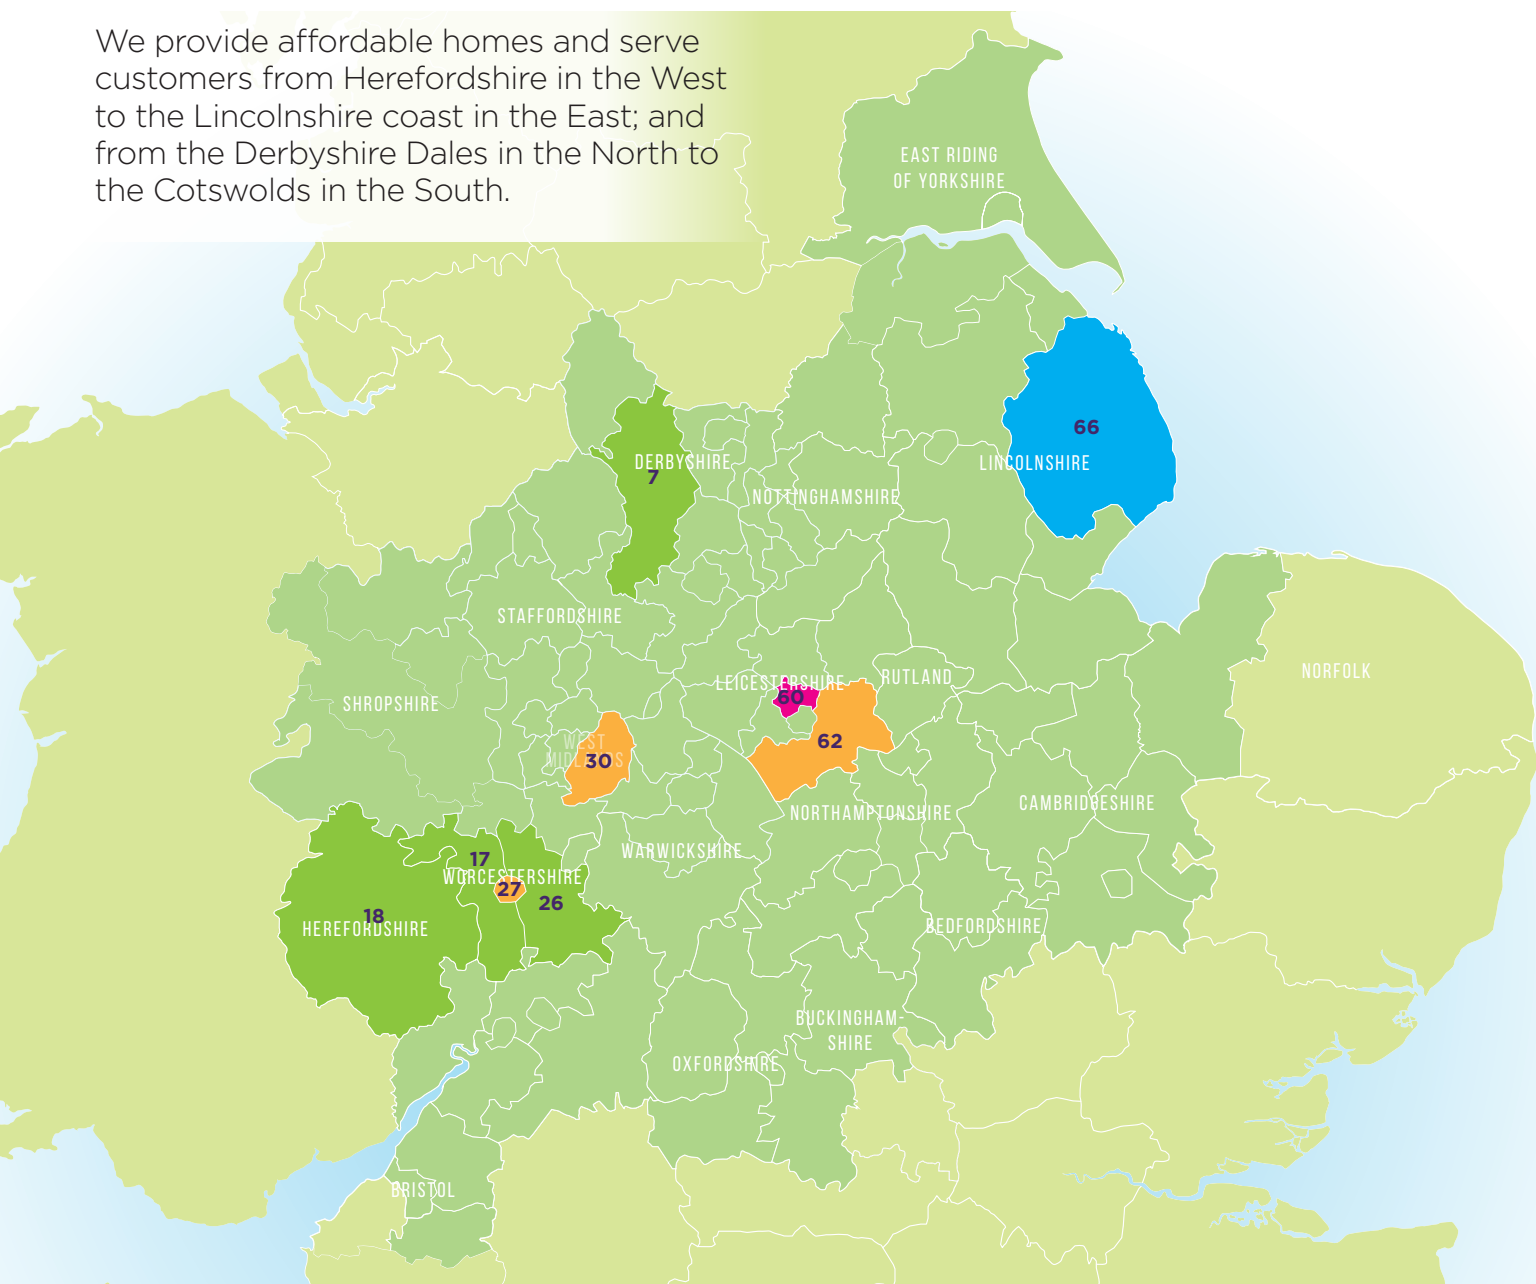 We provide affordable homes and serve
customers from Herefordshire in the West
to the Lincolnshire coast in the East; and
from the Derbyshire Dales in the North to
the Cotswolds in the South.
EAST RIDING
OF YORKSHIRE
66
LINCOLNSHIRE
DERBYSHIRE
7
NOTTINGHAMSHIRE
STAFFORDSHIRE
NORFOLK
RUTLAND
LEICESTERSHIRE
60
SHROPSHIRE
62
WEST
MIDLANDS
30
CAMBRIDGESHIRE
NORTHAMPTONSHIRE
WARWICKSHIRE
17
WORCESTERSHIRE
27
26
18
HEREFORDSHIRE
BEDFORDSHIRE
BUCKINGHAM-
SHIRE
OXFORDSHIRE
BRISTOL